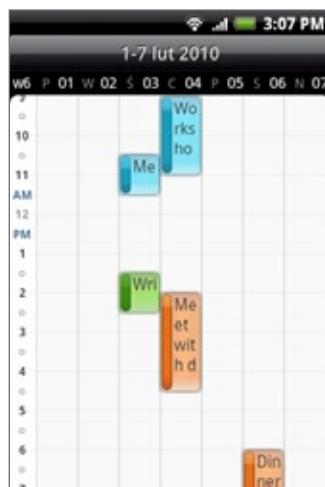 3:07 PM
1-7 lut 2010
w6 P 01 W 02 Ś 03 C 04 P 05 S 06 N 07
9
Wo
rks
ho
10
11
Me
AM
12
PM
1
2
Wri
Me
et
wit
h d
3
4
5
6
Din
ner